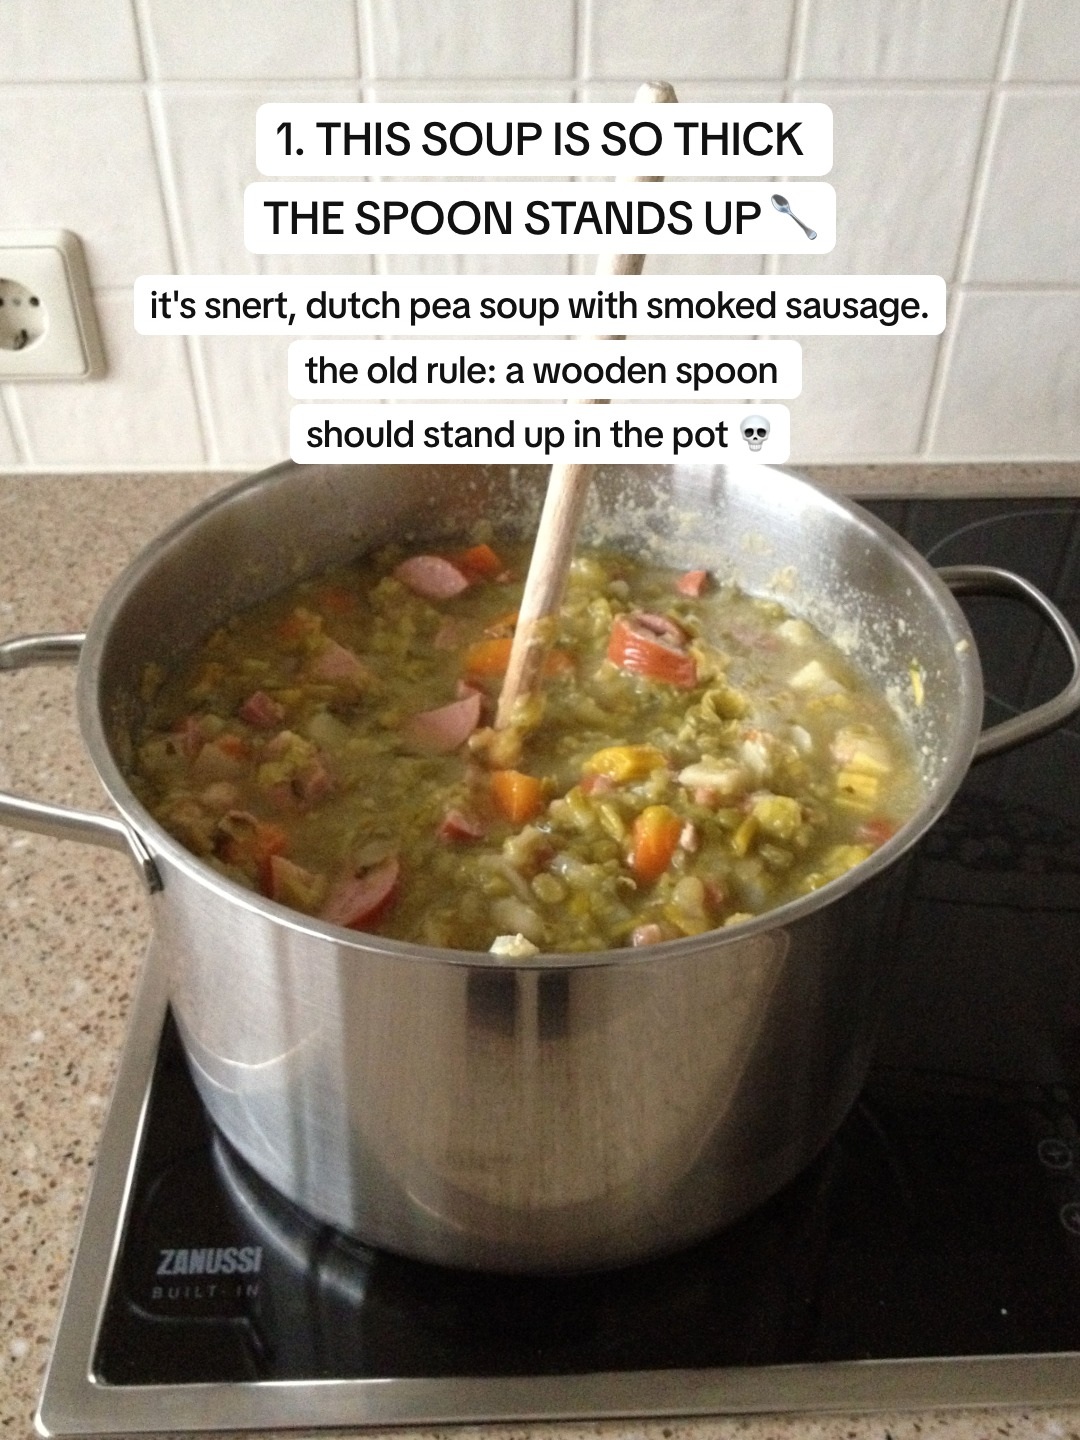 1. THIS SOUP IS SO THICK
THE SPOON STANDS UP🥄
it's snert, dutch pea soup with smoked sausage.
the old rule: a wooden spoon
should stand up in the pot 💀
ZANUSSI
BUILT-IN